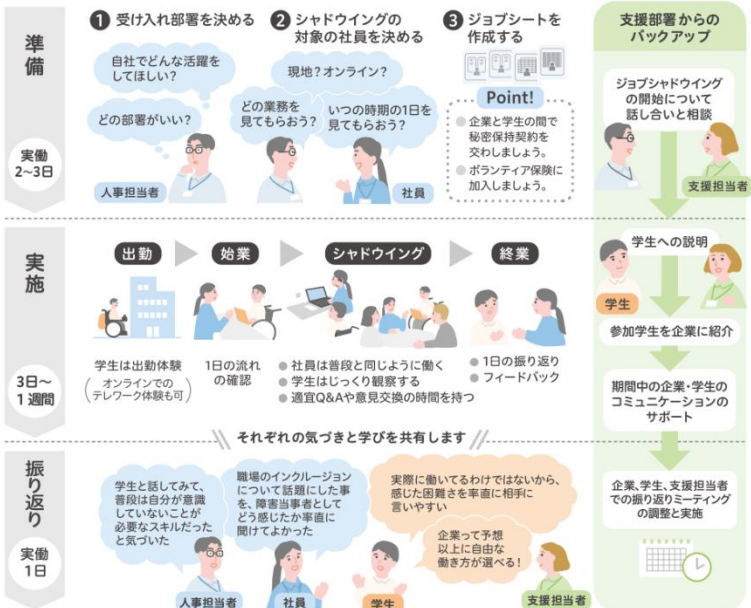 準備
実働
2~3日
1 受け入れ部署を決める
自社でどんな活躍を
してほしい？
どの部署がいい？
人事担当者
2 シャドウイングの
対象の社員を決める
現地？オンライン？
どの業務を
見てもらおう？
いつの時期の1日を
見てもらおう？
社員
3 ジョブシートを
作成する
Point!
企業と学生の間で
秘密保持契約を
交わしましょう。
ボランティア保険に
加入しましょう。
支援部署からの
バックアップ
ジョブシャドウイング
の開始について
話し合いと相談
支援担当者
実施
3日~
1週間
出勤
始業
シャドウイング
終業
学生は出勤体験
(オンラインでの
テレワーク体験も可)
1日の流れ
の確認
● 社員は普段と同じように働く
● 学生はじっくり観察する
● 適宜Q&Aや意見交換の時間を持つ
● 1日の振り返り
● フィードバック
学生への説明
学生
参加学生を企業に紹介
期間中の企業・学生の
コミュニケーションの
サポート
それぞれの気づきと学びを共有します
振り返り
実働
1日
学生と話してみて、
普段は自分が意識
していないことが
必要なスキルだった
と気づいた
職場のインクルージョン
について話題にした事
を、障害当事者として
どう感じたか率直に
聞けてよかった
実際に働いてるわけではないから、
感じた困難さを率直に相手に
言いやすい
企業って予想
以上に自由な
働き方が選べる！
人事担当者
社員
学生
支援担当者
企業、学生、支援担当者
での振り返りミーティング
の調整と実施